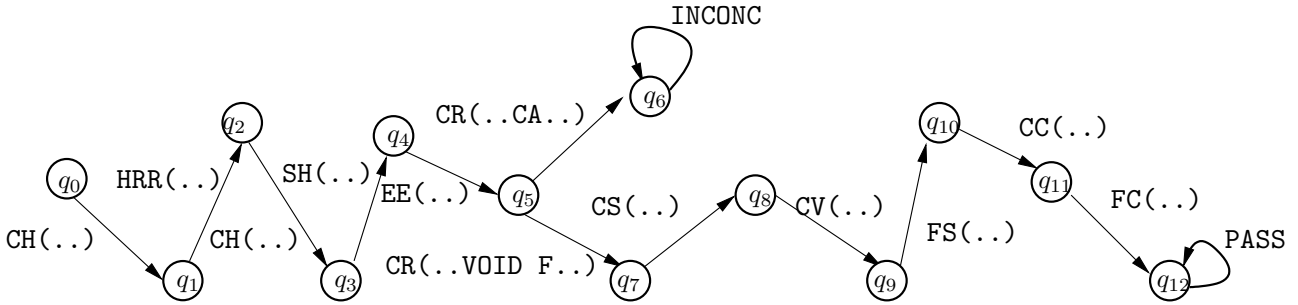 INCONC
q6
CR(..CA..)
q2
q10
CC(..)
q4
q0
HRR(..)
SH(..)
q11
EE(..)
q5
CS(..)
q8
CV(..)
FC(..)
CH(..)
CH(..)
FS(..)
PASS
CR(..VOID F..)
q1
q3
q7
q9
q12